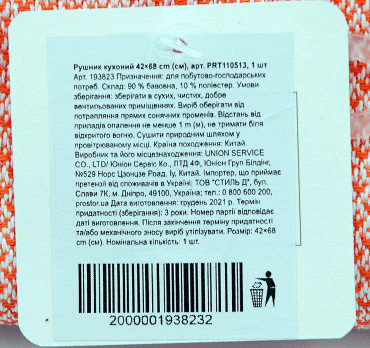 Рушник кухоний 42×68 cm (см), арт. PRT110513, 1 шт
Арт. 193823 Призначення: для побутово-господарських
потреб. Склад: 90 % бавовна, 10 % поліестер. Умови
зберігання: зберігати в сухих, чистих, добре
вентильованих приміщеннях. Виріб оберігати від
потрапляння прямих сонячних променів. Відстань від
приладів опалення не менше 1 m (м), не тримати біля
відкритого вогню. Сушити природним шляхом у
провітрюваному місці. Країна походження: Китай.
Виробник та його місцезнаходження: UNION SERVICE
CO., LTD/ Юніон Сервіс Ко., ЛТД 4Ф, Юніон Груп Білдінг,
№529 Норс Цзонцзе Роад, Іу, Китай. Імпортер, що приймає
претензії від споживачів в Україні: ТОВ "СТИЛЬ Д", бул.
Слави 7К, м. Дніпро, 49100, Україна; тел.: 0 800 600 200,
prostor.ua Дата виготовлення: грудень 2021 р. Термін
придатності (зберігання): 3 роки. Номер партії відповідає
даті виготовлення. Після закінчення терміну придатності
та/або механічного зносу виріб утилізувати. Розмір: 42×68
cm (см). Номінальна кількість: 1 шт.
2000001938232